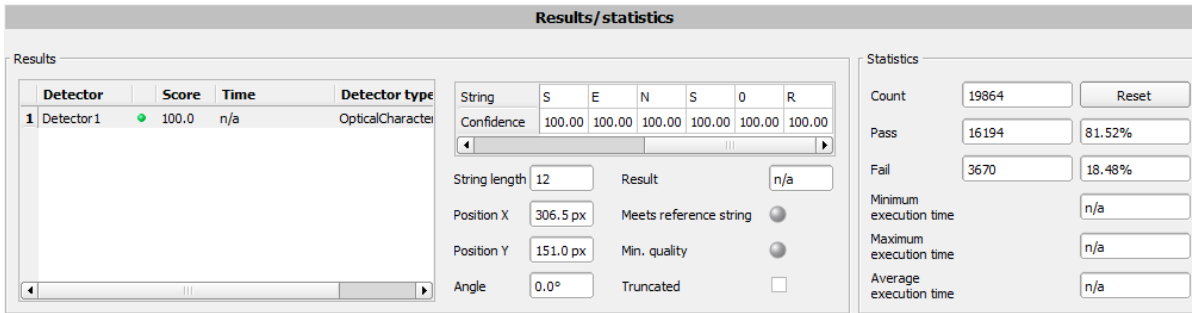 Results/statistics
Results
Detector Score Time Detector type
1 Detector1 100.0 n/a OpticalCharacter
String S E N S 0 R
Confidence 100.00 100.00 100.00 100.00 100.00 100.00
String length 12 Result n/a
Position X 306.5 px Meets reference string
Position Y 151.0 px Min. quality
Angle 0.0° Truncated
Statistics
Count 19864 Reset
Pass 16194 81.52%
Fail 3670 18.48%
Minimum
execution time n/a
Maximum
execution time n/a
Average
execution time n/a